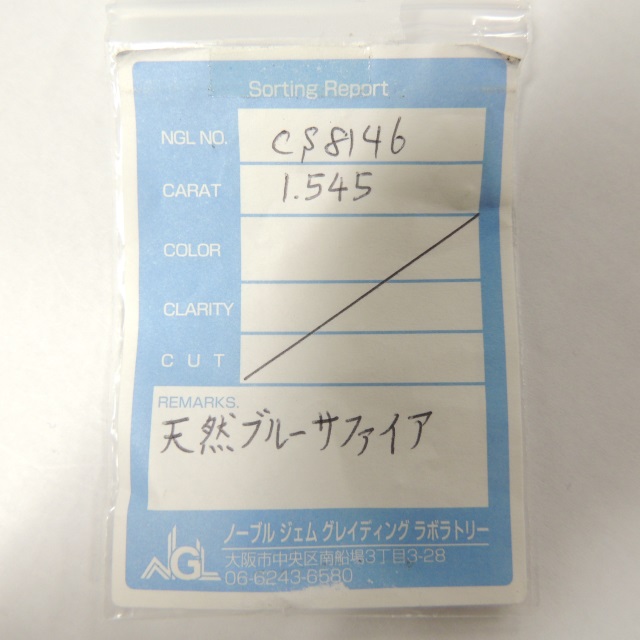 Sorting Report
NGL NO. CS8146
CARAT 1.545
COLOR
CLARITY
CUT
REMARKS.
天然ブルーサファイア
NGL
ノーブル ジェム グレイディング ラボラトリー
大阪市中央区南船場3丁目3-28
06-6243-6580